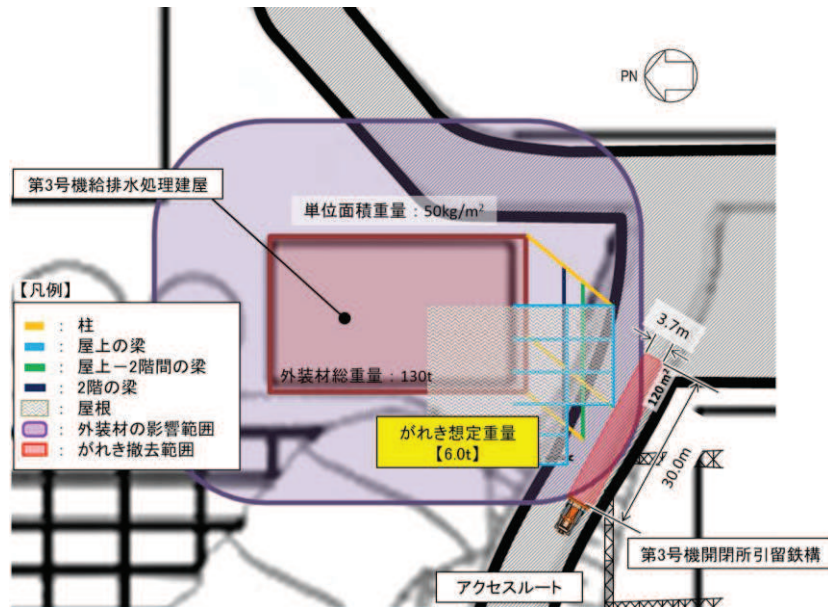 PN
第3号機給排水処理建屋
単位面積重量：50kg/m²
【凡例】
：柱
：屋上の梁
：屋上－2階間の梁
：2階の梁
：屋根
：外装材の影響範囲
：がれき撤去範囲
外装材総重量：130t
がれき想定重量
【6.0t】
3.7m
120m²
30.0m
第3号機開閉所引留鉄構
アクセスルート